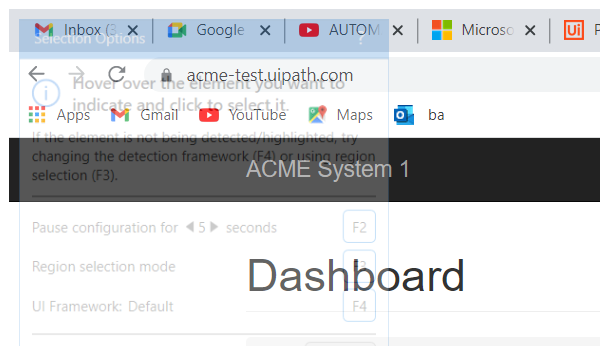 Inbox (3
Google
AUTOM
Microso
P
Selection Options
?
acme-test.uipath.com
Hover over the element you want to
indicate and click to select it.
Apps
Gmail
YouTube
Maps
ba
If the element is not being detected/highlighted, try
changing the detection framework (F4) or using region
selection (F3).
ACME System 1
Pause configuration for 5 seconds
F2
Region selection mode
F3
Dashboard
UI Framework: Default
F4